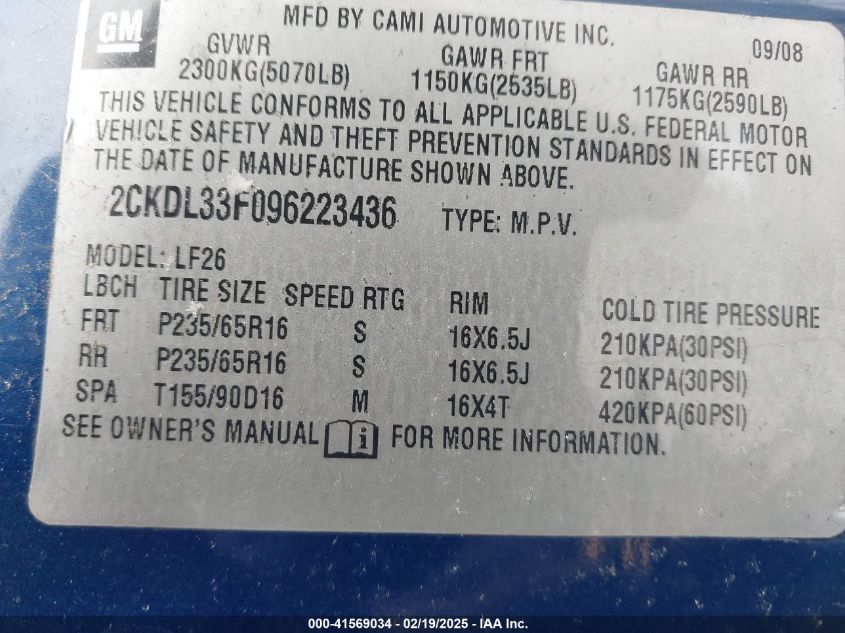 GM
MFD BY CAMI AUTOMOTIVE INC.
09/08
GVWR GAWR FRT GAWR RR
2300KG(5070LB) 1150KG(2535LB) 1175KG(2590LB)
THIS VEHICLE CONFORMS TO ALL APPLICABLE U.S. FEDERAL MOTOR
VEHICLE SAFETY AND THEFT PREVENTION STANDARDS IN EFFECT ON
THE DATE OF MANUFACTURE SHOWN ABOVE.
2CKDL33F096223436 TYPE: M.P.V.
MODEL: LF26
LBCH TIRE SIZE SPEED RTG RIM COLD TIRE PRESSURE
FRT P235/65R16 S 16X6.5J 210KPA(30PSI)
RR P235/65R16 S 16X6.5J 210KPA(30PSI)
SPA T155/90D16 M 16X4T 420KPA(60PSI)
SEE OWNER'S MANUAL i FOR MORE INFORMATION.
000-41569034 - 02/19/2025 - IAA Inc.